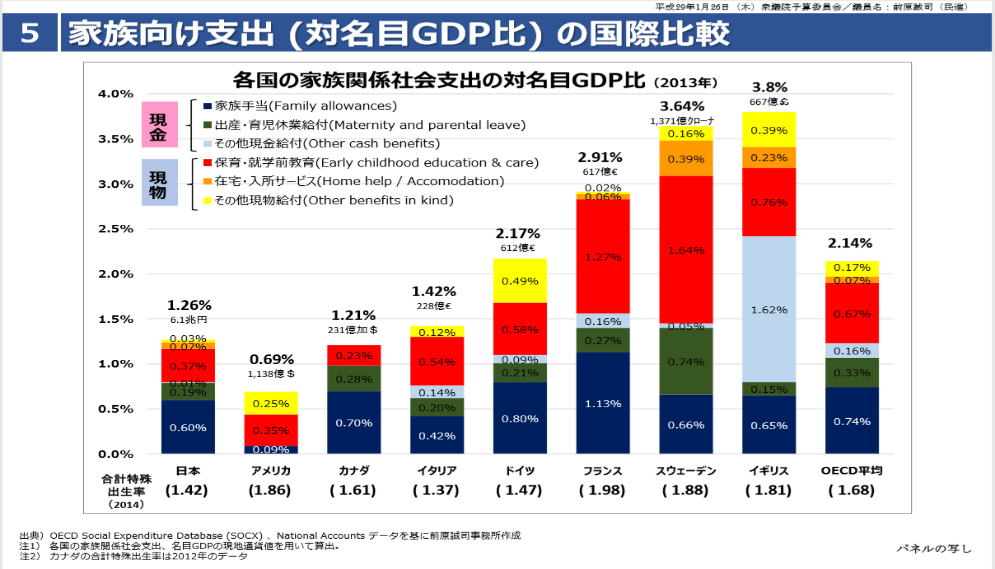 平成29年1月26日(木)衆議院予算委員会/議員名:前原誠司(民進)
5 家族向け支出 (対名目GDP比) の国際比較
各国の家族関係社会支出の対名目GDP比(2013年)
現金
家族手当(Family allowances)
出産・育児休業給付(Maternity and parental leave)
その他現金給付(Other cash benefits)
現物
保育・就学前教育(Early childhood education & care)
在宅・入所サービス(Home help / Accomodation)
その他現物給付(Other benefits in kind)
4.0%
3.5%
3.0%
2.5%
2.0%
1.5%
1.0%
0.5%
0.0%
1.26%
6.1兆円
0.03%
0.07%
0.37%
0.01%
0.19%
0.60%
0.69%
1,138億$
0.25%
0.35%
0.09%
1.21%
231億加$
0.23%
0.28%
0.70%
1.42%
228億€
0.12%
0.54%
0.14%
0.20%
0.42%
2.17%
612億€
0.49%
0.58%
0.09%
0.21%
0.80%
2.91%
617億€
0.02%
0.06%
1.27%
0.16%
0.27%
1.13%
3.64%
1,371億クローナ
0.16%
0.39%
1.64%
0.05%
0.74%
0.66%
3.8%
667億£
0.39%
0.23%
0.76%
1.62%
0.15%
0.65%
2.14%
0.17%
0.07%
0.67%
0.16%
0.33%
0.74%
日本 アメリカ カナダ イタリア ドイツ フランス スウェーデン イギリス OECD平均
合計特殊
出生率
(2014)
(1.42) (1.86) (1.61) (1.37) (1.47) (1.98) (1.88) (1.81) (1.68)
出典)OECD Social Expenditure Database (SOCX) 、National Accounts データを基に前原誠司事務所作成
注1) 各国の家族関係社会支出、名目GDPの現地通貨値を用いて算出。
注2) カナダの合計特殊出生率は2012年のデータ
パネルの写し